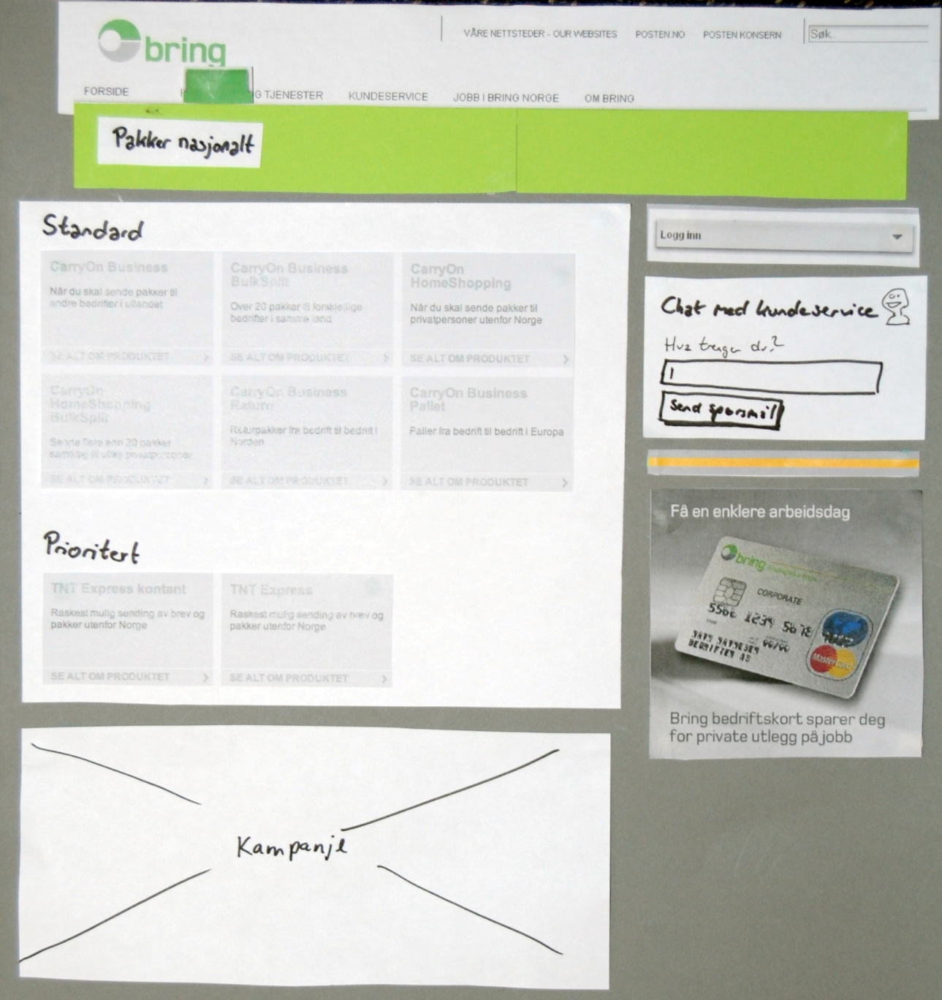 bring
VÅRE NETTSTEDER - OUR WEBSITES
POSTEN.NO
POSTEN KONSERN
Søk..
FORSIDE
G TJENESTER
KUNDESERVICE
JOBB I BRING NORGE
OM BRING
Pakker nasjonalt
Standard
CarryOn Business
Når du skal sende pakker til
andre bedrifter i utlandet
SE ALT OM PRODUKTET
CarryOn Business
BulkSplit
Over 20 pakker til forskjellige
bedrifter i samme land
SE ALT OM PRODUKTET
CarryOn
HomeShopping
Når du skal sende pakker til
privatpersoner utenfor Norge
SE ALT OM PRODUKTET
CarryOn
HomeShopping
BulkSplit
Sende flere enn 20 pakker
samtidig til ulike privatpersoner
SE ALT OM PRODUKTET
CarryOn Business
Return
Returpakker fra bedrift til bedrift i
Norden
SE ALT OM PRODUKTET
CarryOn Business
Pallet
Paller fra bedrift til bedrift i Europa
SE ALT OM PRODUKTET
Prioritert
TNT Express kontant
Raskest mulig sending av brev og
pakker utenfor Norge
SE ALT OM PRODUKTET
TNT Express
Raskest mulig sending av brev og
pakker utenfor Norge
SE ALT OM PRODUKTET
Kampanje
Logg inn
Chat med kundeservice
Hva trenger du?
Send spørsmål
Få en enklere arbeidsdag
bring
CORPORATE
5566 1234 5678
00/00
NAVN NAVNESEN
BEDRIFTEN AS
MasterCard
Bring bedriftskort sparer deg
for private utlegg på jobb